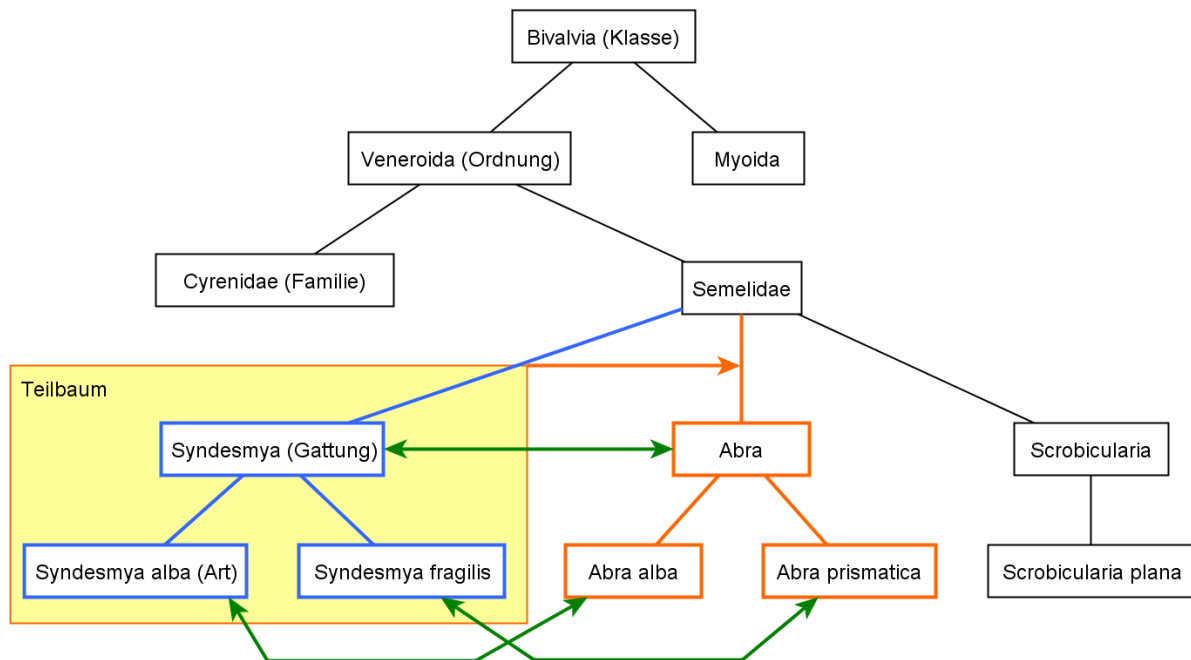 Bivalvia (Klasse)
Veneroida (Ordnung)
Myoida
Cyrenidae (Familie)
Semelidae
Teilbaum
Syndesmya (Gattung)
Abra
Scrobicularia
Syndesmya alba (Art)
Syndesmya fragilis
Abra alba
Abra prismatica
Scrobicularia plana